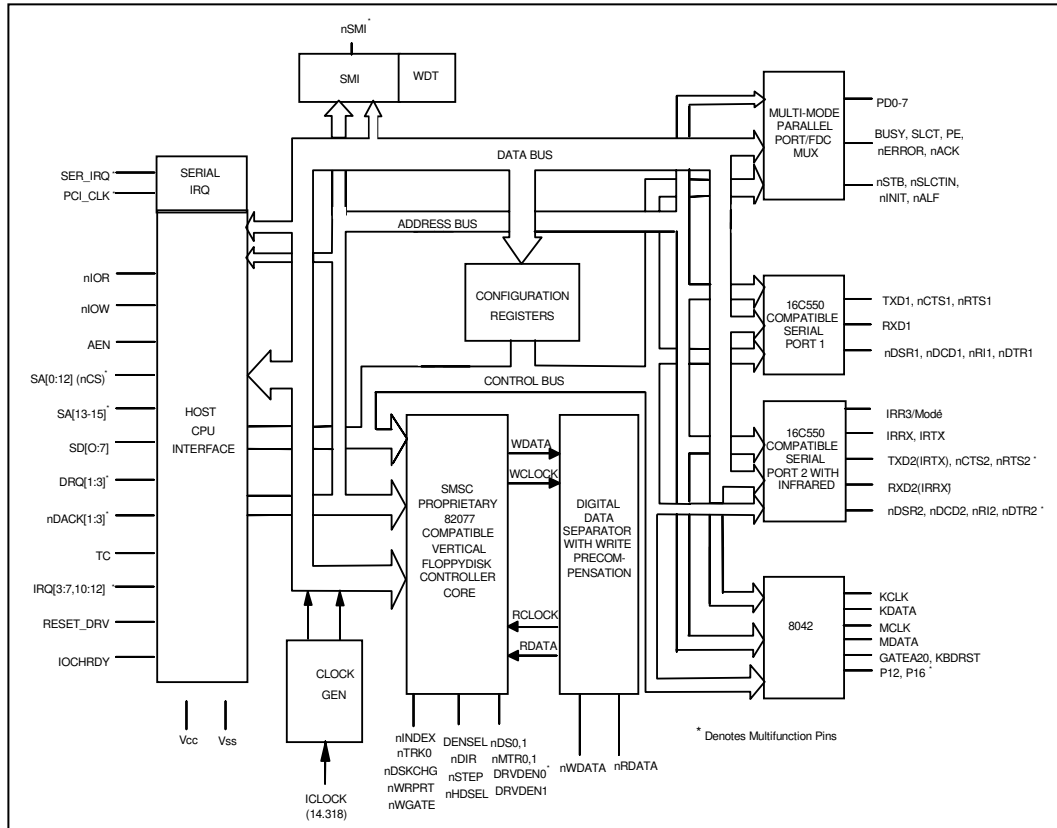 nSMI*
SMI
WDT
MULTI-MODE
PARALLEL
PORT/FDC
MUX
PD0-7
BUSY, SLCT, PE,
nERROR, nACK
nSTB, nSLCTIN,
nINIT, nALF
DATA BUS
SERIAL
IRQ
SER_IRQ*
PCI_CLK*
ADDRESS BUS
nIOR
nIOW
AEN
SA[0:12] (nCS)*
SA[13-15]*
SD[O:7]
DRQ[1:3]*
nDACK[1:3]*
TC
IRQ[3:7,10:12]*
RESET_DRV
IOCHRDY
HOST
CPU
INTERFACE
CONFIGURATION
REGISTERS
CONTROL BUS
16C550
COMPATIBLE
SERIAL
PORT 1
TXD1, nCTS1, nRTS1
RXD1
nDSR1, nDCD1, nRI1, nDTR1
16C550
COMPATIBLE
SERIAL
PORT 2 WITH
INFRARED
IRR3/Mode*
IRRX, IRTX*
TXD2(IRTX), nCTS2, nRTS2 *
RXD2(IRRX)*
nDSR2, nDCD2, nRI2, nDTR2 *
SMSC
PROPRIETARY
82077
COMPATIBLE
VERTICAL
FLOPPYDISK
CONTROLLER
CORE
WDATA
WCLOCK
RCLOCK
RDATA
DIGITAL DATA
SEPARATOR
WITH WRITE
PRECOM-
PENSATION
8042
KCLK
KDATA
MCLK
MDATA
GATEA20, KBDRST
P12, P16 *
CLOCK
GEN
Vcc
Vss
ICLOCK
(14.318)
nINDEX
nTRK0
nDSKCHG
nWRPRT
nWGATE
DENSEL
nDIR
nSTEP
nHDSEL
nDS0,1
nMTR0,1
DRVDEN0*
DRVDEN1
nWDATA
nRDATA
* Denotes Multifunction Pins